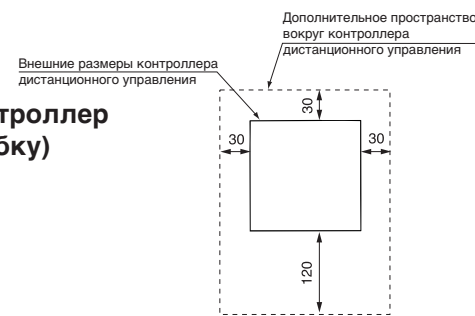 Дополнительное пространство
вокруг контроллера
дистанционного управления
Внешние размеры контроллера
дистанционного управления
троллер
бку)
30
30
30
120